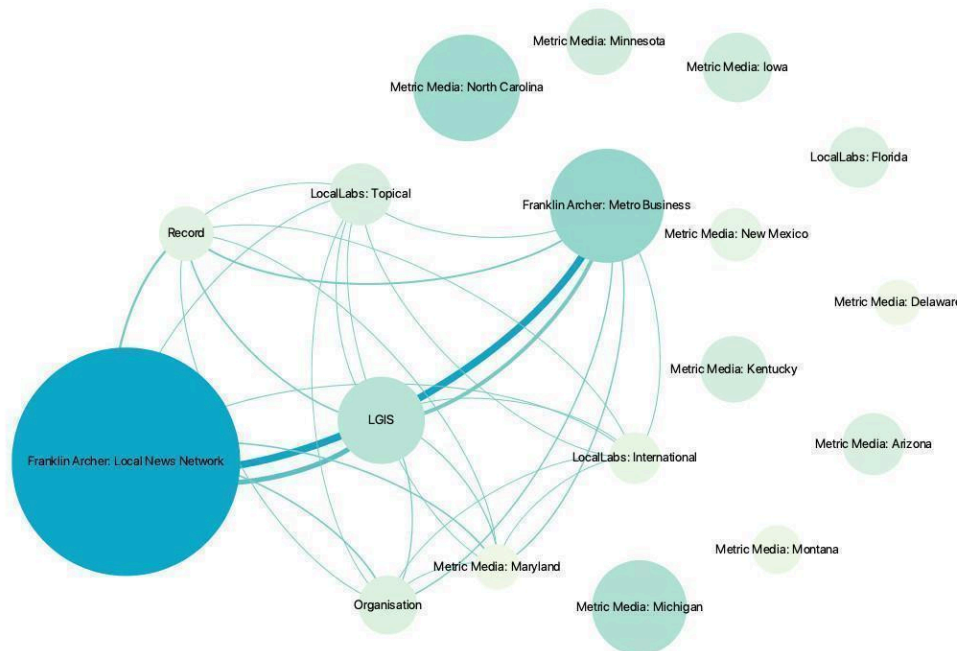 Metric Media: Minnesota
Metric Media: Iowa
Metric Media: North Carolina
LocalLabs: Florida
LocalLabs: Topical
Franklin Archer: Metro Business
Record
Metric Media: New Mexico
Metric Media: Delaware
Metric Media: Kentucky
LGIS
Metric Media: Arizona
Franklin Archer: Local News Network
LocalLabs: International
Metric Media: Montana
Metric Media: Maryland
Organisation
Metric Media: Michigan